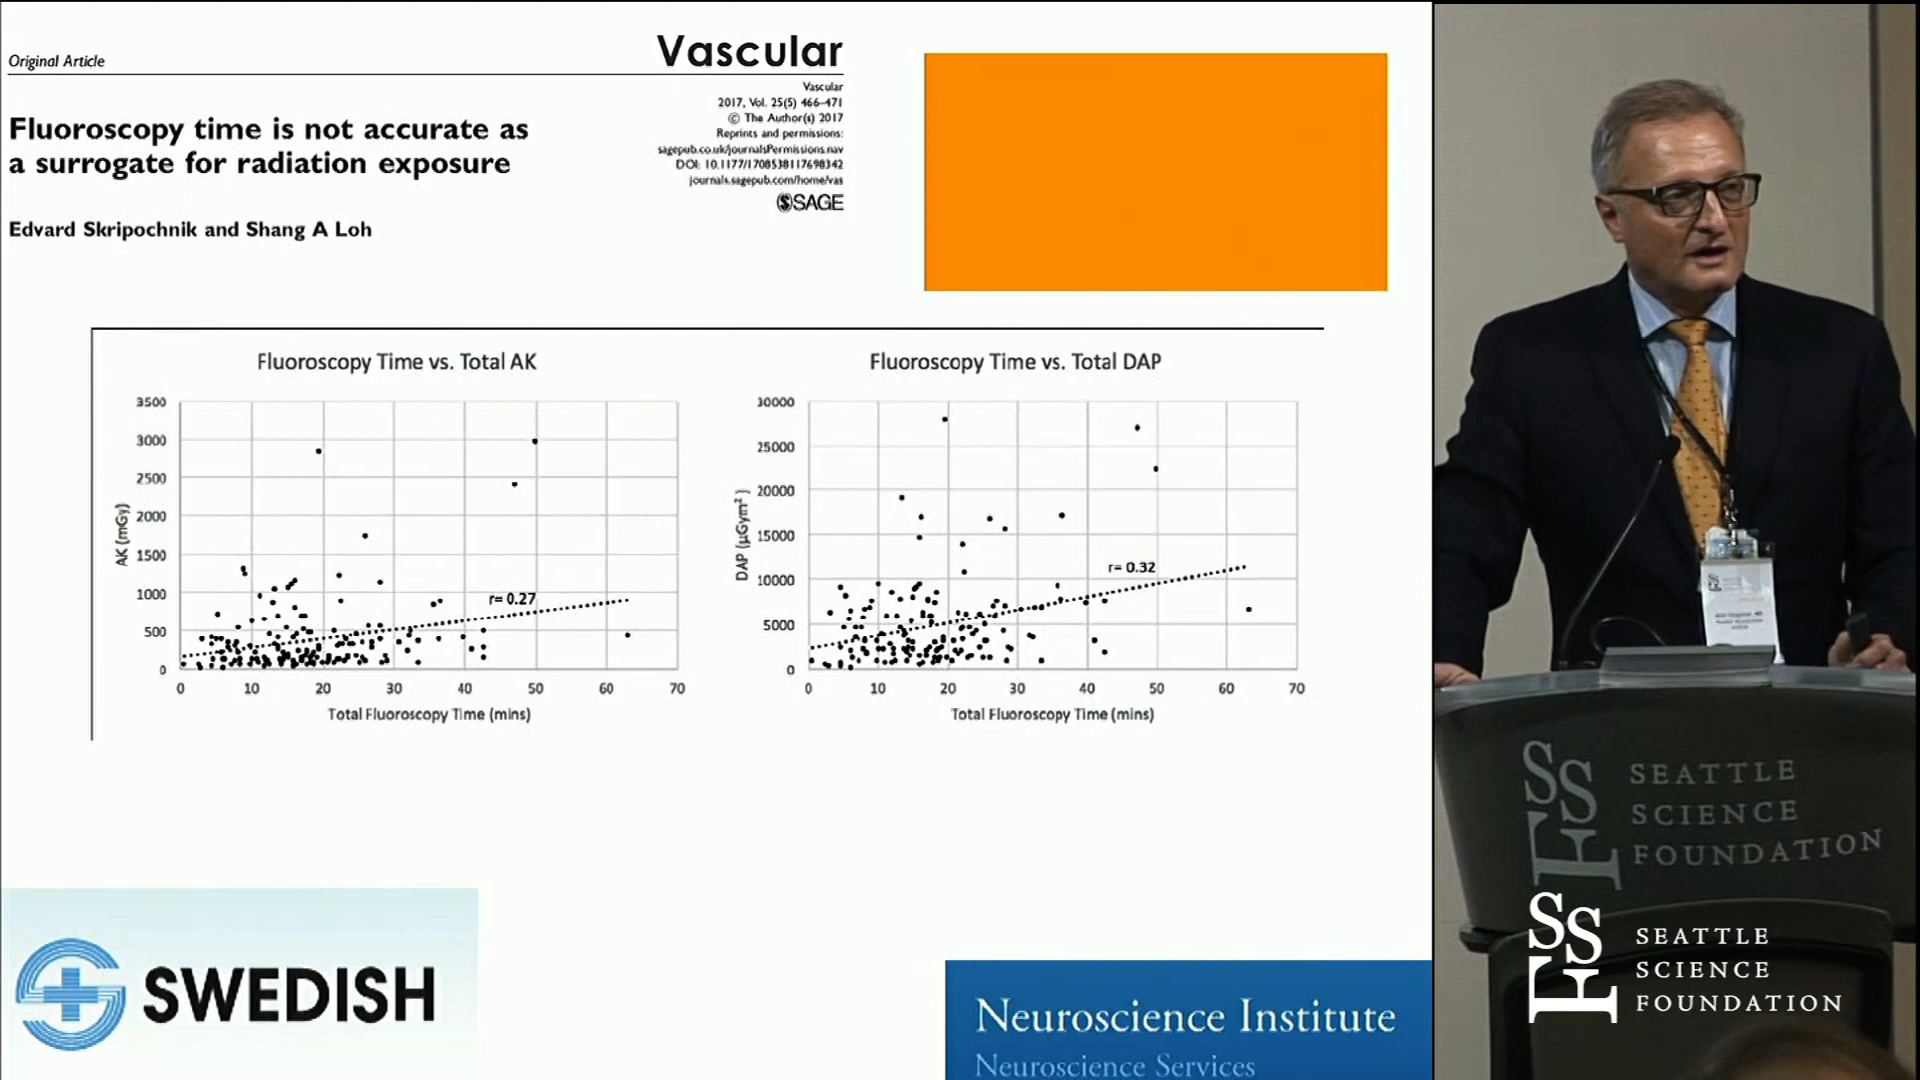 Original Article
Vascular
Fluoroscopy time is not accurate as
a surrogate for radiation exposure
Edvard Skripochnik and Shang A Loh
Vascular
2017, Vol. 25(5) 466–471
© The Author(s) 2017
Reprints and permissions:
sagepub.co.uk/journalsPermissions.nav
DOI: 10.1177/1708538117698342
journals.sagepub.com/home/vas
SAGE
Fluoroscopy Time vs. Total AK
3500
3000
2500
2000
1500
1000
500
0
AK (mGy)
r= 0.27
0 10 20 30 40 50 60 70
Total Fluoroscopy Time (mins)
Fluoroscopy Time vs. Total DAP
30000
25000
20000
15000
10000
5000
0
DAP (µGym²)
r= 0.32
0 10 20 30 40 50 60 70
Total Fluoroscopy Time (mins)
SWEDISH
Neuroscience Institute
Neuroscience Services
SSF
SEATTLE
SCIENCE
FOUNDATION
SSF
SEATTLE
SCIENCE
FOUNDATION